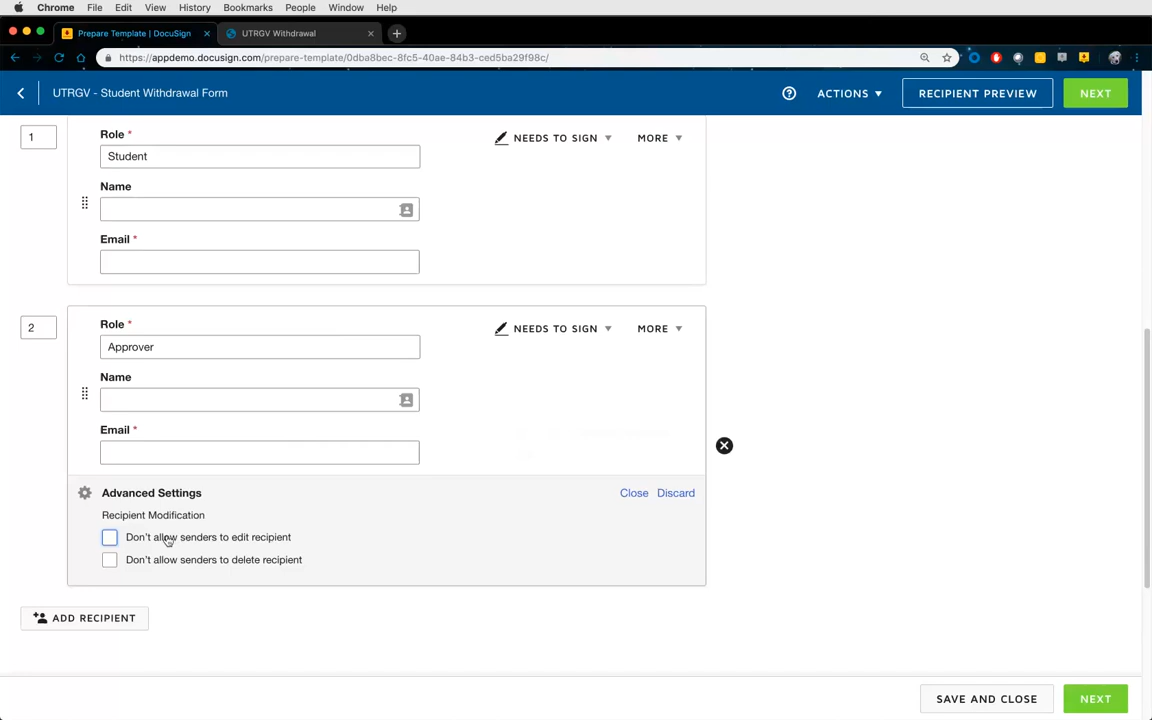 Chrome File Edit View History Bookmarks People Window Help
Prepare Template | DocuSign × UTRGV Withdrawal × +
https://appdemo.docusign.com/prepare-template/0dba8bec-8fc5-40ae-84b3-ced5ba29f98c/
UTRGV - Student Withdrawal Form ? ACTIONS RECIPIENT PREVIEW NEXT
1 Role * NEEDS TO SIGN MORE
Student
Name
Email *
2 Role * NEEDS TO SIGN MORE
Approver
Name
Email *
Advanced Settings Close Discard
Recipient Modification
Don't allow senders to edit recipient
Don't allow senders to delete recipient
ADD RECIPIENT
SAVE AND CLOSE NEXT